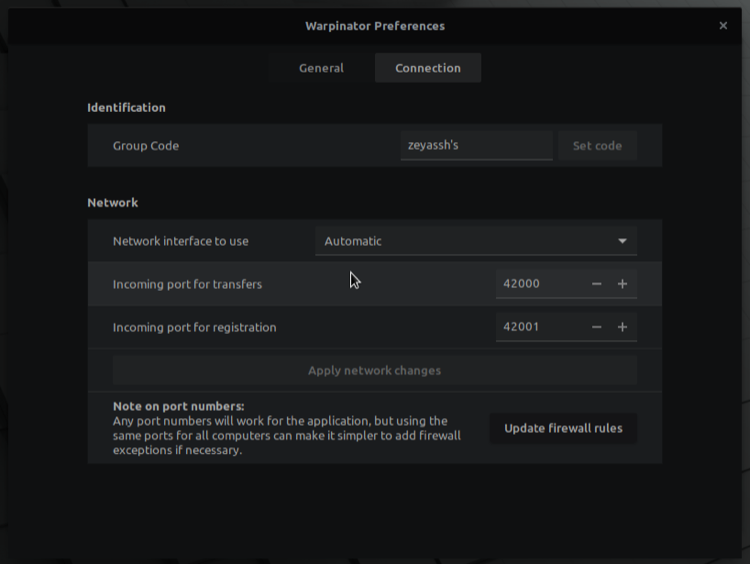 Warpinator Preferences
General
Connection
Identification
Group Code
zeyassh's
Set code
Network
Network interface to use
Automatic
Incoming port for transfers
42000
Incoming port for registration
42001
Apply network changes
Note on port numbers:
Any port numbers will work for the application, but using the
same ports for all computers can make it simpler to add firewall
exceptions if necessary.
Update firewall rules